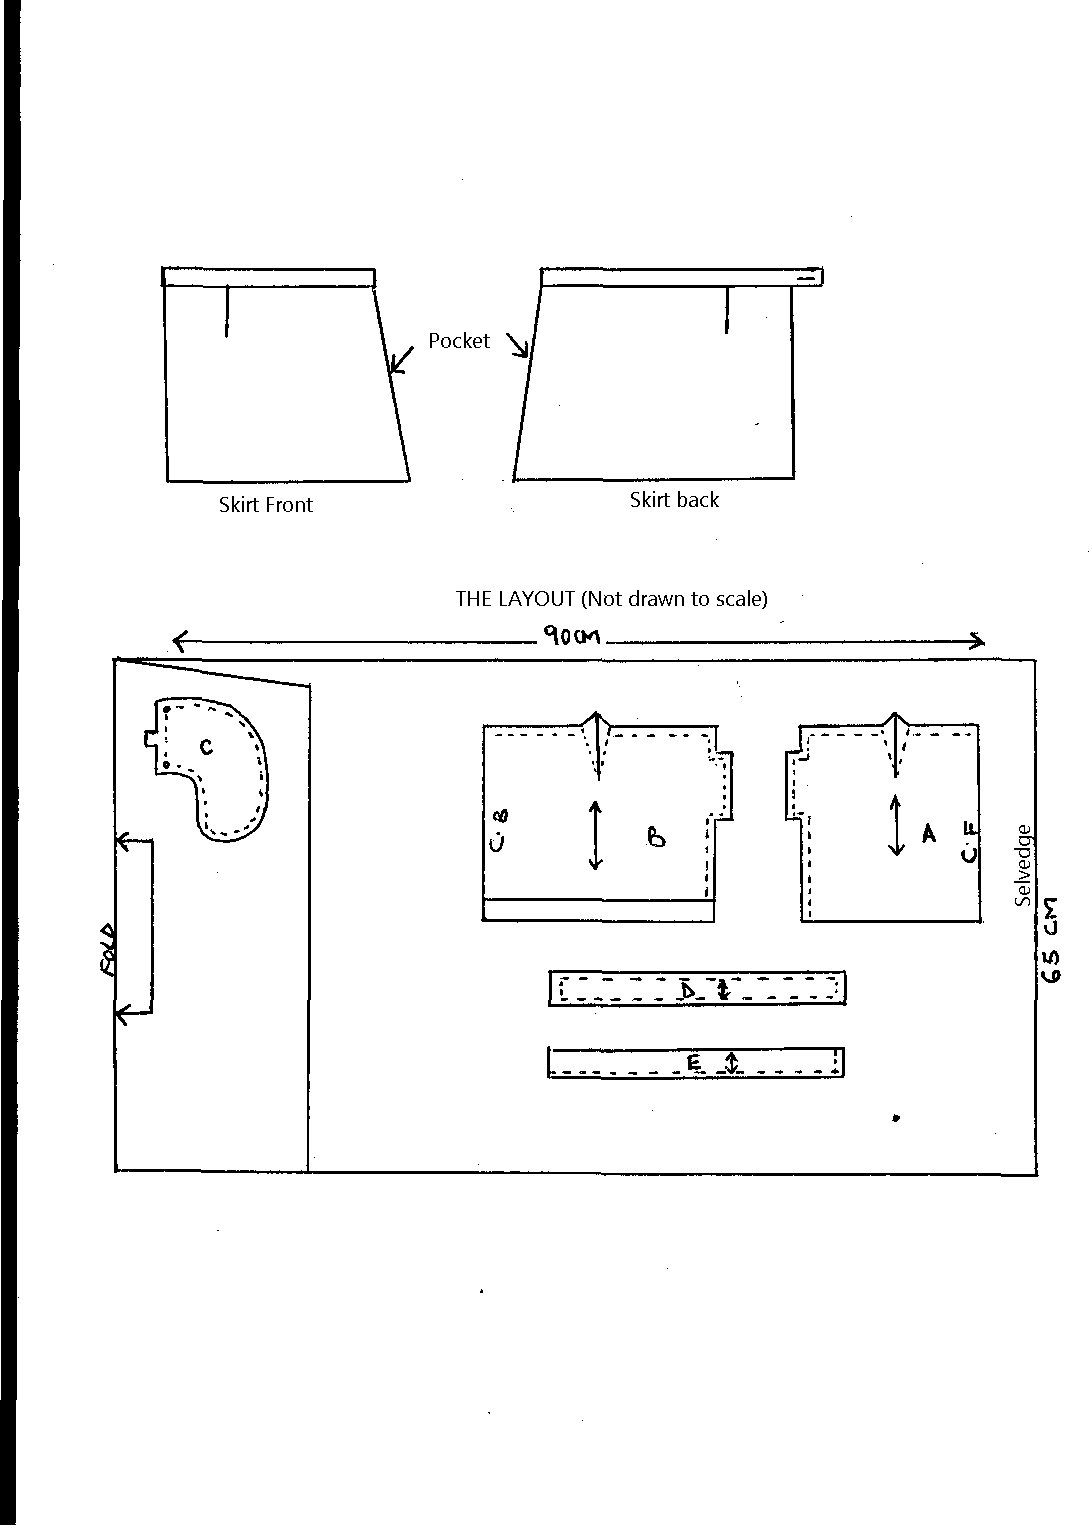 Pocket
Skirt Front
Skirt back
THE LAYOUT (Not drawn to scale)
90CM
C
C.B
B
A
C.F
Selvedge
65 CM
FOLD
D
E